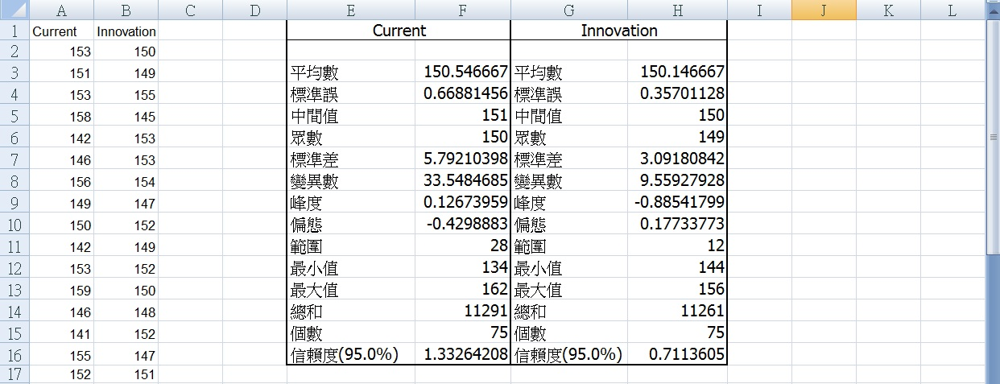 A B C D E F G H I J K L
1 Current Innovation Current Innovation
2 153 150
3 151 149 平均數 150.546667 平均數 150.146667
4 153 155 標準誤 0.66881456 標準誤 0.35701128
5 158 145 中間值 151 中間值 150
6 142 153 眾數 150 眾數 149
7 146 153 標準差 5.79210398 標準差 3.09180842
8 156 154 變異數 33.5484685 變異數 9.55927928
9 149 147 峰度 0.12673959 峰度 -0.88541799
10 150 152 偏態 -0.4298883 偏態 0.17733773
11 142 149 範圍 28 範圍 12
12 153 152 最小值 134 最小值 144
13 159 150 最大值 162 最大值 156
14 146 148 總和 11291 總和 11261
15 141 152 個數 75 個數 75
16 155 147 信賴度(95.0%) 1.33264208 信賴度(95.0%) 0.7113605
17 152 151